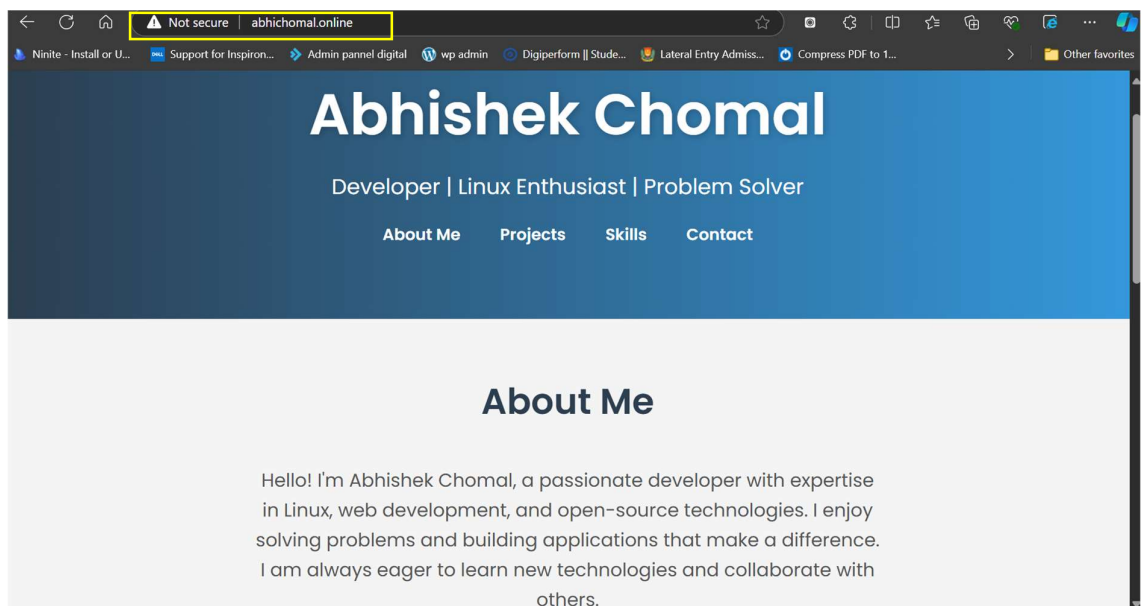 Not secure abhichomal.online
Ninite - Install or U... Support for Inspiron... Admin pannel digital wp admin Digiperform || Stude... Lateral Entry Admiss... Compress PDF to 1... Other favorites
Abhishek Chomal
Developer | Linux Enthusiast | Problem Solver
About Me Projects Skills Contact
About Me
Hello! I'm Abhishek Chomal, a passionate developer with expertise
in Linux, web development, and open-source technologies. I enjoy
solving problems and building applications that make a difference.
I am always eager to learn new technologies and collaborate with
others.